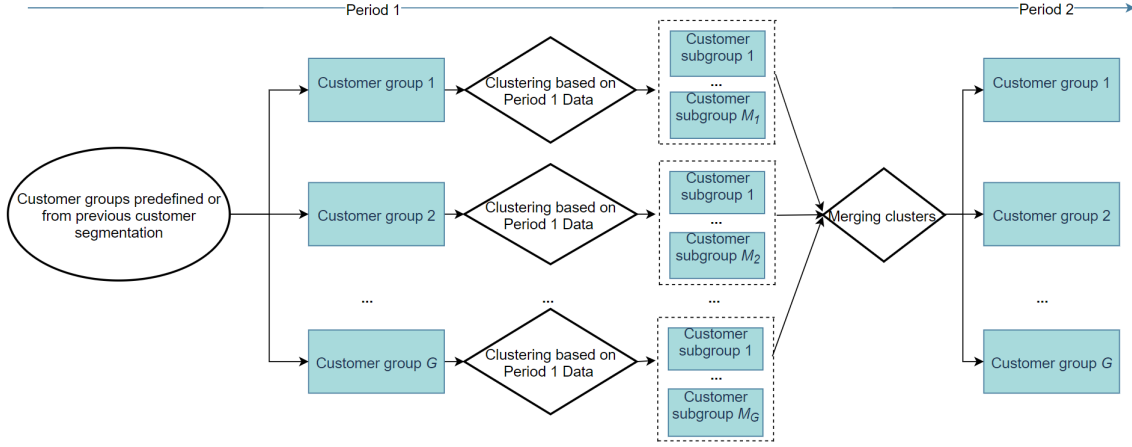 Period 1
Period 2
Customer groups predefined or
from previous customer
segmentation
Customer group 1
Clustering based on
Period 1 Data
Customer
subgroup 1
...
Customer
subgroup M1
Customer group 1
Customer group 2
Clustering based on
Period 1 Data
Customer
subgroup 1
...
Customer
subgroup M2
Merging clusters
Customer group 2
...
...
...
...
Customer group G
Clustering based on
Period 1 Data
Customer
subgroup 1
...
Customer
subgroup MG
Customer group G